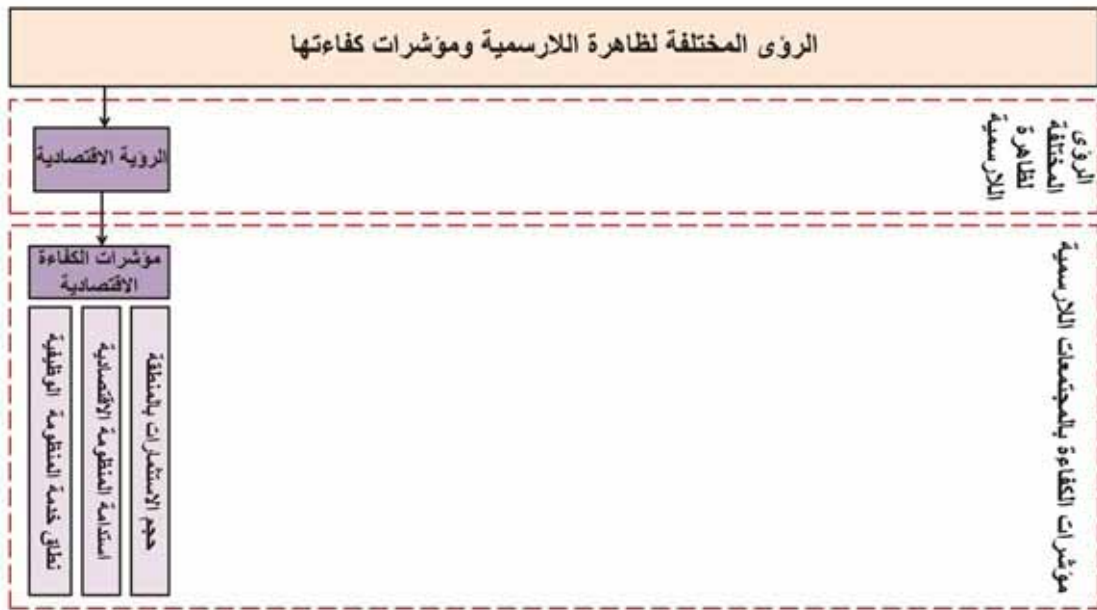 الرؤى المختلفة لظاهرة اللارسمية ومؤشرات كفاءتها
الرؤى
المختلفة
لظاهرة
اللارسمية
الرؤية الاقتصادية
مؤشرات الكفاءة بالمجتمعات اللارسمية
مؤشرات الكفاءة
الاقتصادية
حجم الاستثمارات بالمنطقة
استدامة المنظومة الاقتصادية
نطاق خدمة المنظومة الوظيفية